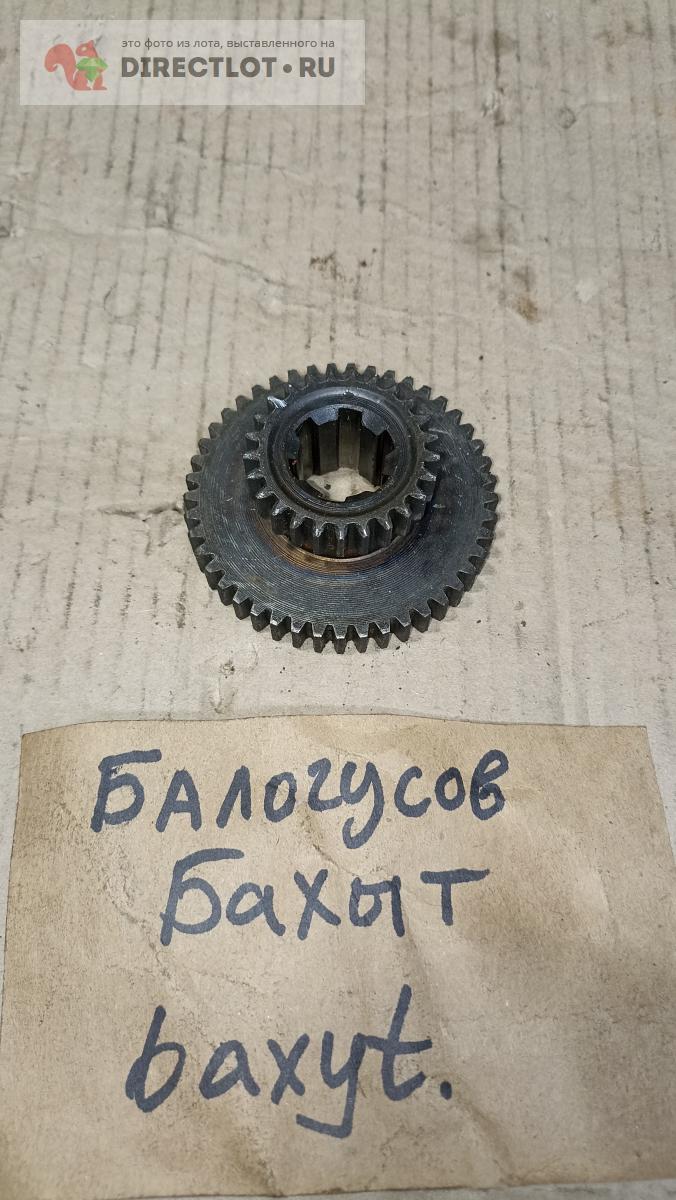 это фото из лота, выставленного на
DIRECTLOT.RU
БАЛОГУСОВ
Бахыт
baxyt.